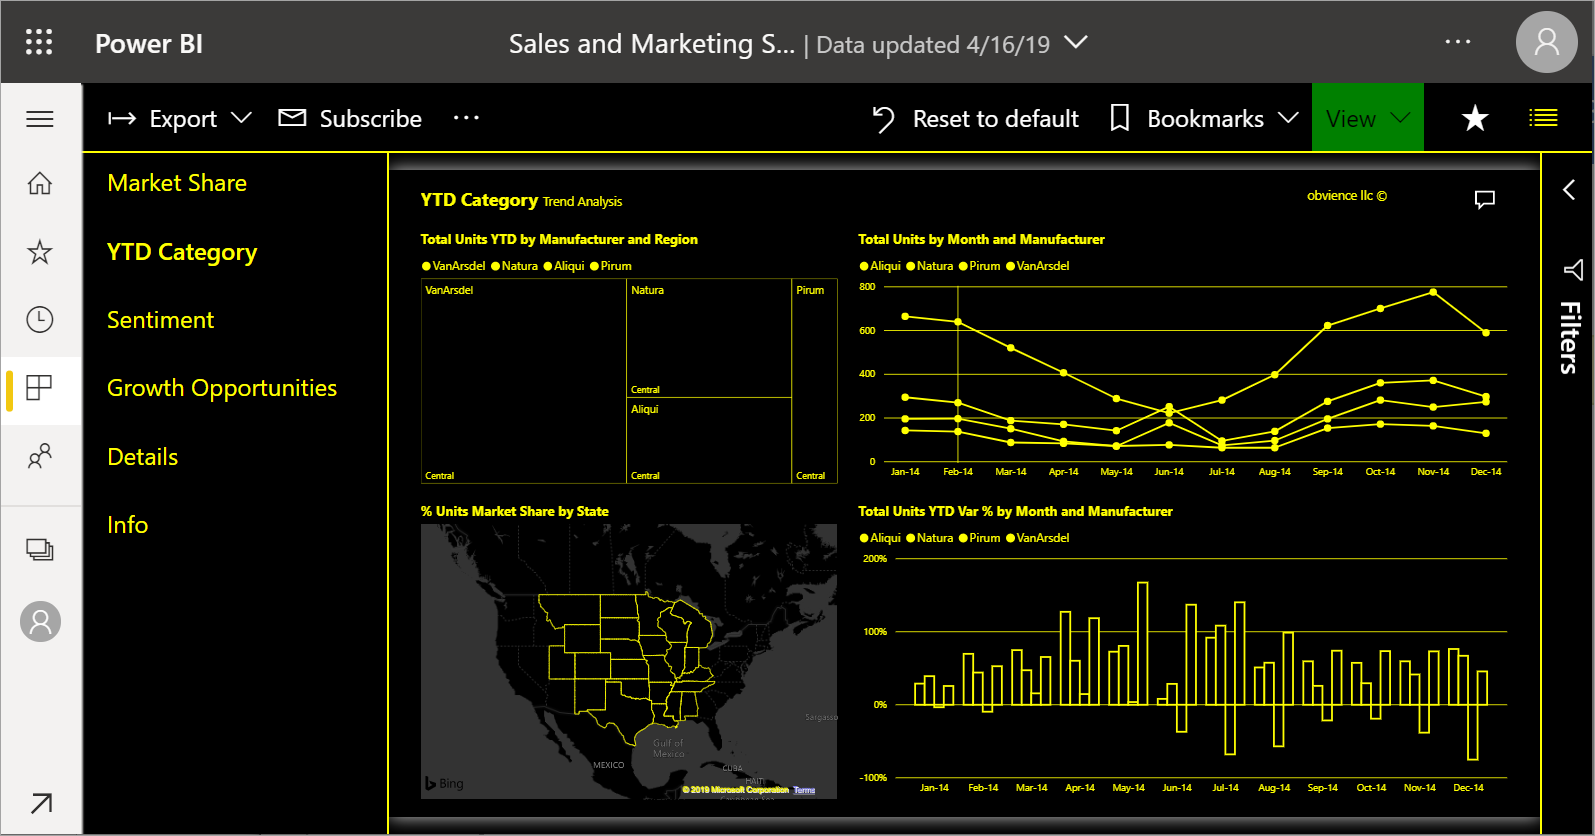 Power BI
Sales and Marketing S... | Data updated 4/16/19
Export
Subscribe
Reset to default
Bookmarks
View
Market Share
YTD Category
Sentiment
Growth Opportunities
Details
Info
YTD Category Trend Analysis
obvience llc ©
Total Units YTD by Manufacturer and Region
VanArsdel Natura Aliqui Pirum
VanArsdel
Central
Natura
Central
Aliqui
Central
Pirum
Central
Total Units by Month and Manufacturer
Aliqui Natura Pirum VanArsdel
800
600
400
200
0
Jan-14 Feb-14 Mar-14 Apr-14 May-14 Jun-14 Jul-14 Aug-14 Sep-14 Oct-14 Nov-14 Dec-14
% Units Market Share by State
Sargasso
Gulf of
Mexico
MEXICO
CUBA
HAITI
Bing
© 2019 Microsoft Corporation Terms
Total Units YTD Var % by Month and Manufacturer
Aliqui Natura Pirum VanArsdel
200%
100%
0%
-100%
Jan-14 Feb-14 Mar-14 Apr-14 May-14 Jun-14 Jul-14 Aug-14 Sep-14 Oct-14 Nov-14 Dec-14
Filters